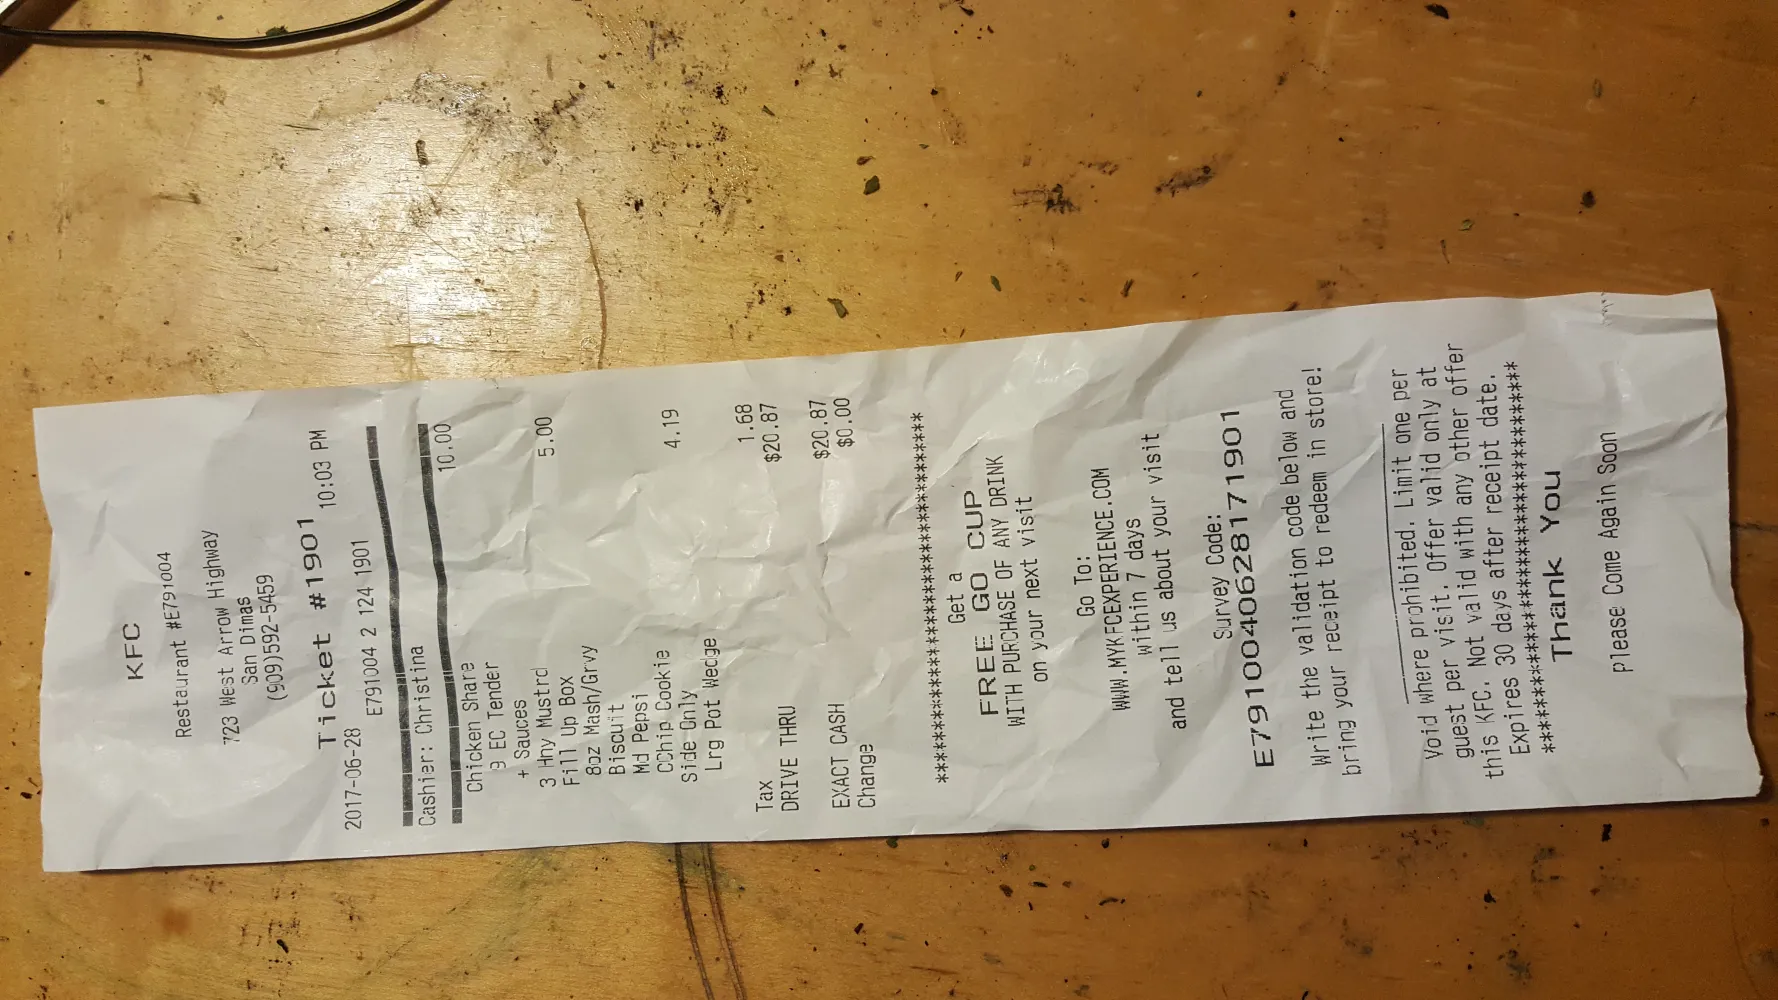 KFC
Restaurant #E791004
723 West Arrow Highway
San Dimas
(909)592-5459
Ticket #1901
2017-06-28 10:03 PM
E791004 2 124 1901
Cashier: Christina
Chicken Share 10.00
9 EC Tender
+ Sauces
3 Hny Mustrd
Fill Up Box 5.00
8oz Mash/Grvy
Biscuit
Md Pepsi
CChip Cookie
Side Only 4.19
Lrg Pot Wedge
Tax 1.68
DRIVE THRU $20.87
EXACT CASH $20.87
Change $0.00
****************************************
Get a
FREE GO CUP
WITH PURCHASE OF ANY DRINK
on your next visit
Go To:
WWW.MYKFCEXPERIENCE.COM
within 7 days
and tell us about your visit
Survey Code:
E7910040628171901
Write the validation code below and
bring your receipt to redeem in store!
Void where prohibited. Limit one per
guest per visit. Offer valid only at
this KFC. Not valid with any other offer
Expires 30 days after receipt date.
****************************************
Thank You
Please Come Again Soon